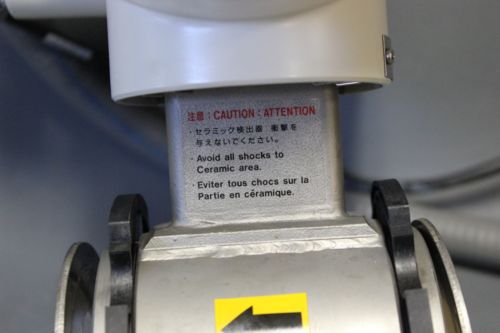 注意 : CAUTION : ATTENTION
・セラミック検出器 衝撃を
与えないでください。
・Avoid all shocks to
Ceramic area.
・Eviter tous chocs sur la
Partie en céramique.